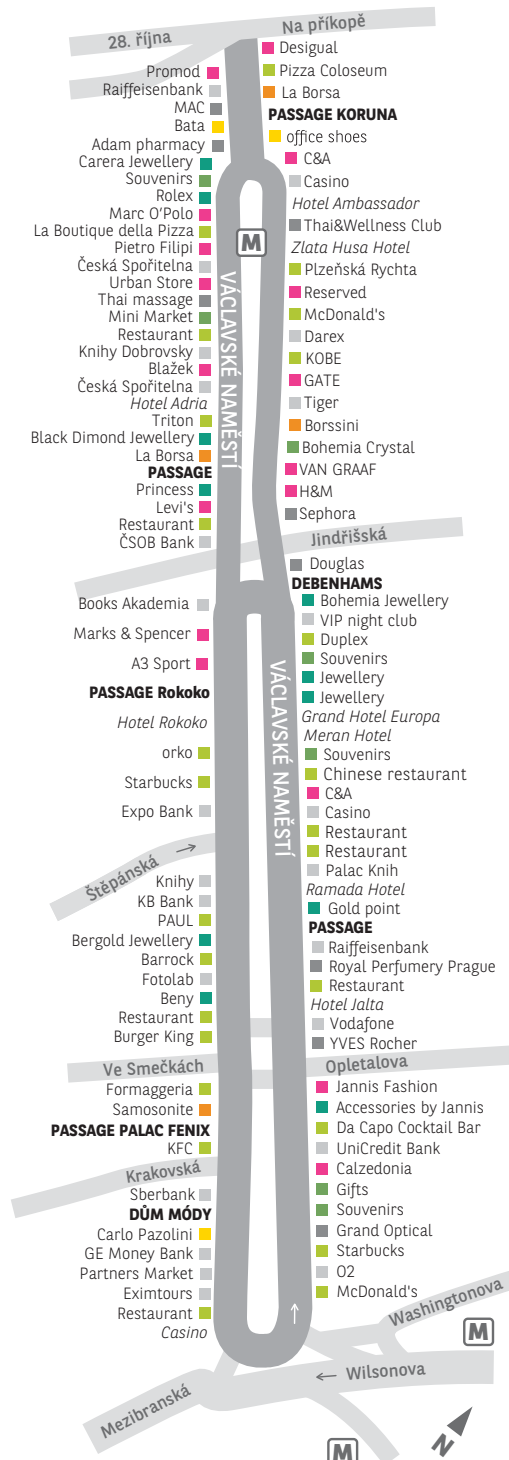 28. října
Na příkopě
Desigual
Pizza Coloseum
La Borsa
PASSAGE KORUNA
office shoes
C&A
Casino
Hotel Ambassador
Thai&Wellness Club
Zlata Husa Hotel
Plzeňská Rychta
Reserved
McDonald's
Darex
KOBE
GATE
Tiger
Borssini
Bohemia Crystal
VAN GRAAF
H&M
Sephora
Promod
Raiffeisenbank
MAC
Bata
Adam pharmacy
Carera Jewellery
Souvenirs
Rolex
Marc O'Polo
La Boutique della Pizza
Pietro Filipi
Česká Spořitelna
Urban Store
Thai massage
Mini Market
Restaurant
Knihy Dobrovsky
Blažek
Česká Spořitelna
Hotel Adria
Triton
Black Dimond Jewellery
La Borsa
PASSAGE
Princess
Levi's
Restaurant
ČSOB Bank
M
VÁCLAVSKÉ NAMĚSTÍ
Jindřišská
Douglas
DEBENHAMS
Bohemia Jewellery
VIP night club
Duplex
Souvenirs
Jewellery
Jewellery
Grand Hotel Europa
Meran Hotel
Souvenirs
Chinese restaurant
C&A
Casino
Restaurant
Restaurant
Palac Knih
Ramada Hotel
Gold point
PASSAGE
Raiffeisenbank
Royal Perfumery Prague
Restaurant
Hotel Jalta
Vodafone
YVES Rocher
Books Akademia
Marks & Spencer
A3 Sport
PASSAGE Rokoko
Hotel Rokoko
orko
Starbucks
Expo Bank
VÁCLAVSKÉ NAMĚSTÍ
Štěpánská →
Knihy
KB Bank
PAUL
Bergold Jewellery
Barrock
Fotolab
Beny
Restaurant
Burger King
Ve Smečkách
Opletalova
Formaggeria
Samosonite
PASSAGE PALAC FENIX
KFC
Krakovská
Sberbank
DŮM MÓDY
Carlo Pazolini
GE Money Bank
Partners Market
Eximtours
Restaurant
Casino
Jannis Fashion
Accessories by Jannis
Da Capo Cocktail Bar
UniCredit Bank
Calzedonia
Gifts
Souvenirs
Grand Optical
Starbucks
O2
McDonald's
Washingtonova
M
← Wilsonova
Mezibranská
M
N